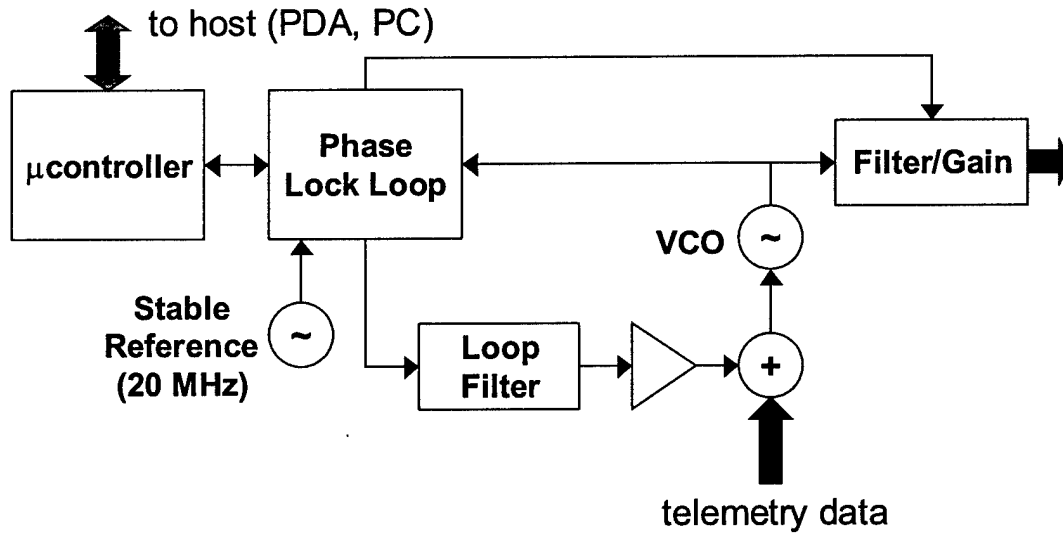 to host (PDA, PC)
μcontroller
Phase
Lock Loop
Filter/Gain
VCO
~
Stable
Reference
(20 MHz)
~
Loop
Filter
+
telemetry data